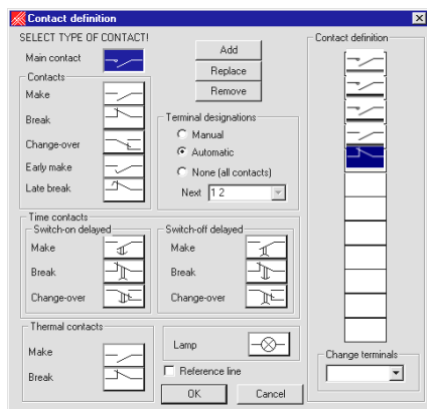 Contact definition
SELECT TYPE OF CONTACT!
Main contact
Contacts
Make
Break
Change-over
Early make
Late break
Add
Replace
Remove
Terminal designations
Manual
Automatic
None (all contacts)
Next 1 2
Time contacts
Switch-on delayed
Make
Break
Change-over
Switch-off delayed
Make
Break
Change-over
Thermal contacts
Make
Break
Lamp
Reference line
OK
Cancel
Contact definition
Change terminals